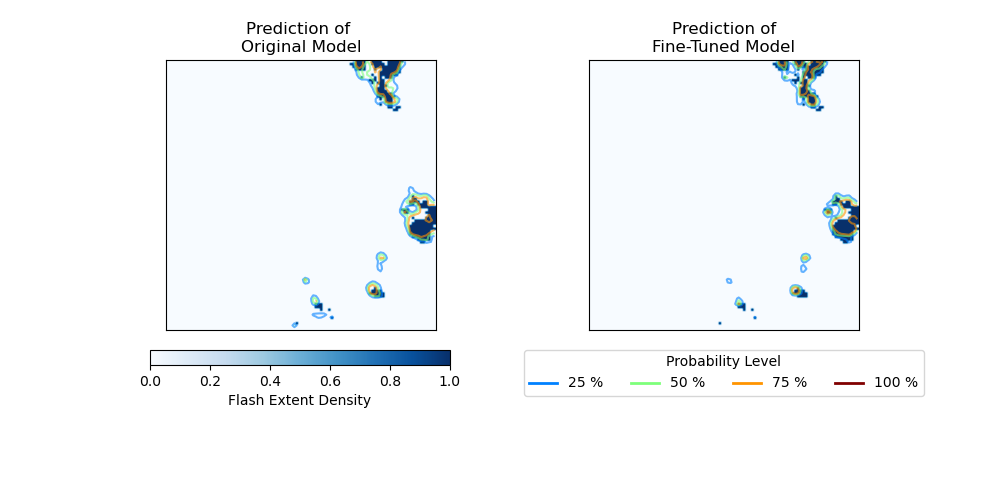 Prediction of
Original Model
Prediction of
Fine-Tuned Model
0.0 0.2 0.4 0.6 0.8 1.0
Flash Extent Density
Probability Level
25 % 50 % 75 % 100 %